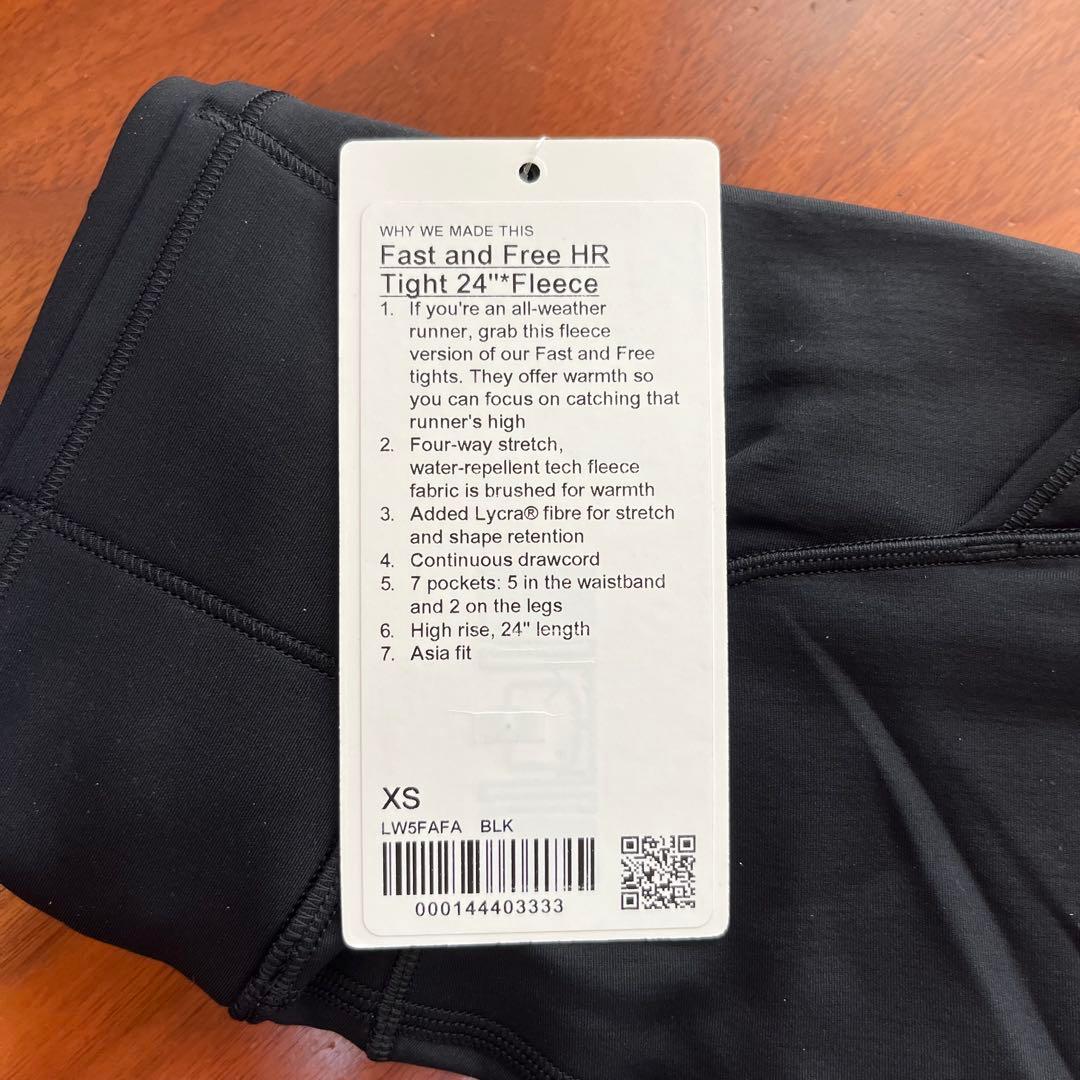 WHY WE MADE THIS
Fast and Free HR
Tight 24"*Fleece
1. If you're an all-weather
runner, grab this fleece
version of our Fast and Free
tights. They offer warmth so
you can focus on catching that
runner's high
2. Four-way stretch,
water-repellent tech fleece
fabric is brushed for warmth
3. Added Lycra® fibre for stretch
and shape retention
4. Continuous drawcord
5. 7 pockets: 5 in the waistband
and 2 on the legs
6. High rise, 24" length
7. Asia fit
XS
LW5FAFA BLK
000144403333